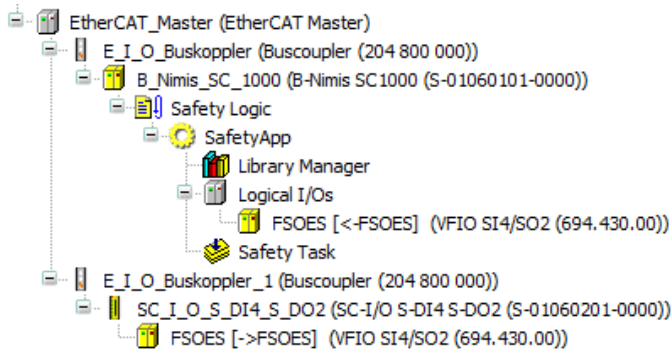 EtherCAT_Master (EtherCAT Master)
E_I_O_Buskoppler (Buscoupler (204 800 000))
B_Nimis_SC_1000 (B-Nimis SC1000 (S-01060101-0000))
Safety Logic
SafetyApp
Library Manager
Logical I/Os
FSOES [<-FSOES] (VFIO SI4/SO2 (694.430.00))
Safety Task
E_I_O_Buskoppler_1 (Buscoupler (204 800 000))
SC_I_O_S_DI4_S_DO2 (SC-I/O S-DI4 S-DO2 (S-01060201-0000))
FSOES [->FSOES] (VFIO SI4/SO2 (694.430.00))